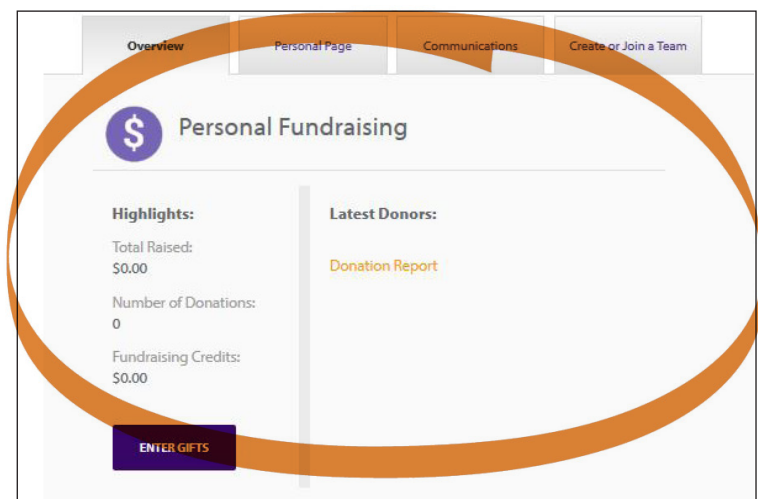 Overview
Personal Page
Communications
Create or Join a Team
$
Personal Fundraising
Highlights:
Total Raised:
$0.00
Number of Donations:
0
Fundraising Credits:
$0.00
ENTER GIFTS
Latest Donors:
Donation Report